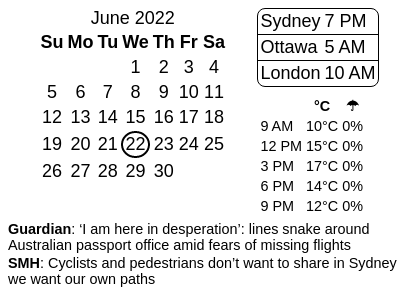 June 2022
Su Mo Tu We Th Fr Sa
1 2 3 4
5 6 7 8 9 10 11
12 13 14 15 16 17 18
19 20 21 22 23 24 25
26 27 28 29 30
Sydney 7 PM
Ottawa 5 AM
London 10 AM
°C ☂
9 AM 10°C 0%
12 PM 15°C 0%
3 PM 17°C 0%
6 PM 14°C 0%
9 PM 12°C 0%
Guardian: ‘I am here in desperation’: lines snake around
Australian passport office amid fears of missing flights
SMH: Cyclists and pedestrians don’t want to share in Sydney
we want our own paths